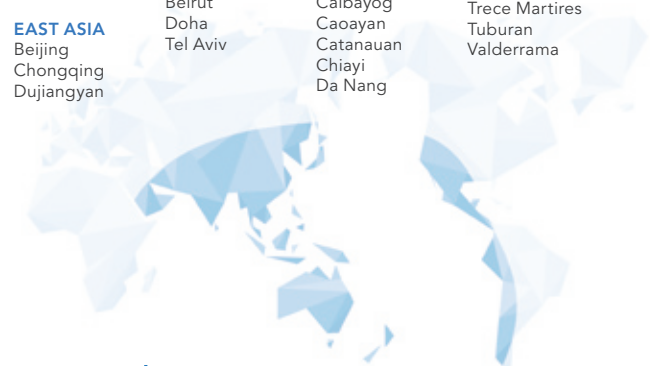 EAST ASIA
Beijing
Chongqing
Dujiangyan
Beirut
Doha
Tel Aviv
Calbayog
Caoayan
Catanauan
Chiayi
Da Nang
Trece Martires
Tuburan
Valderrama